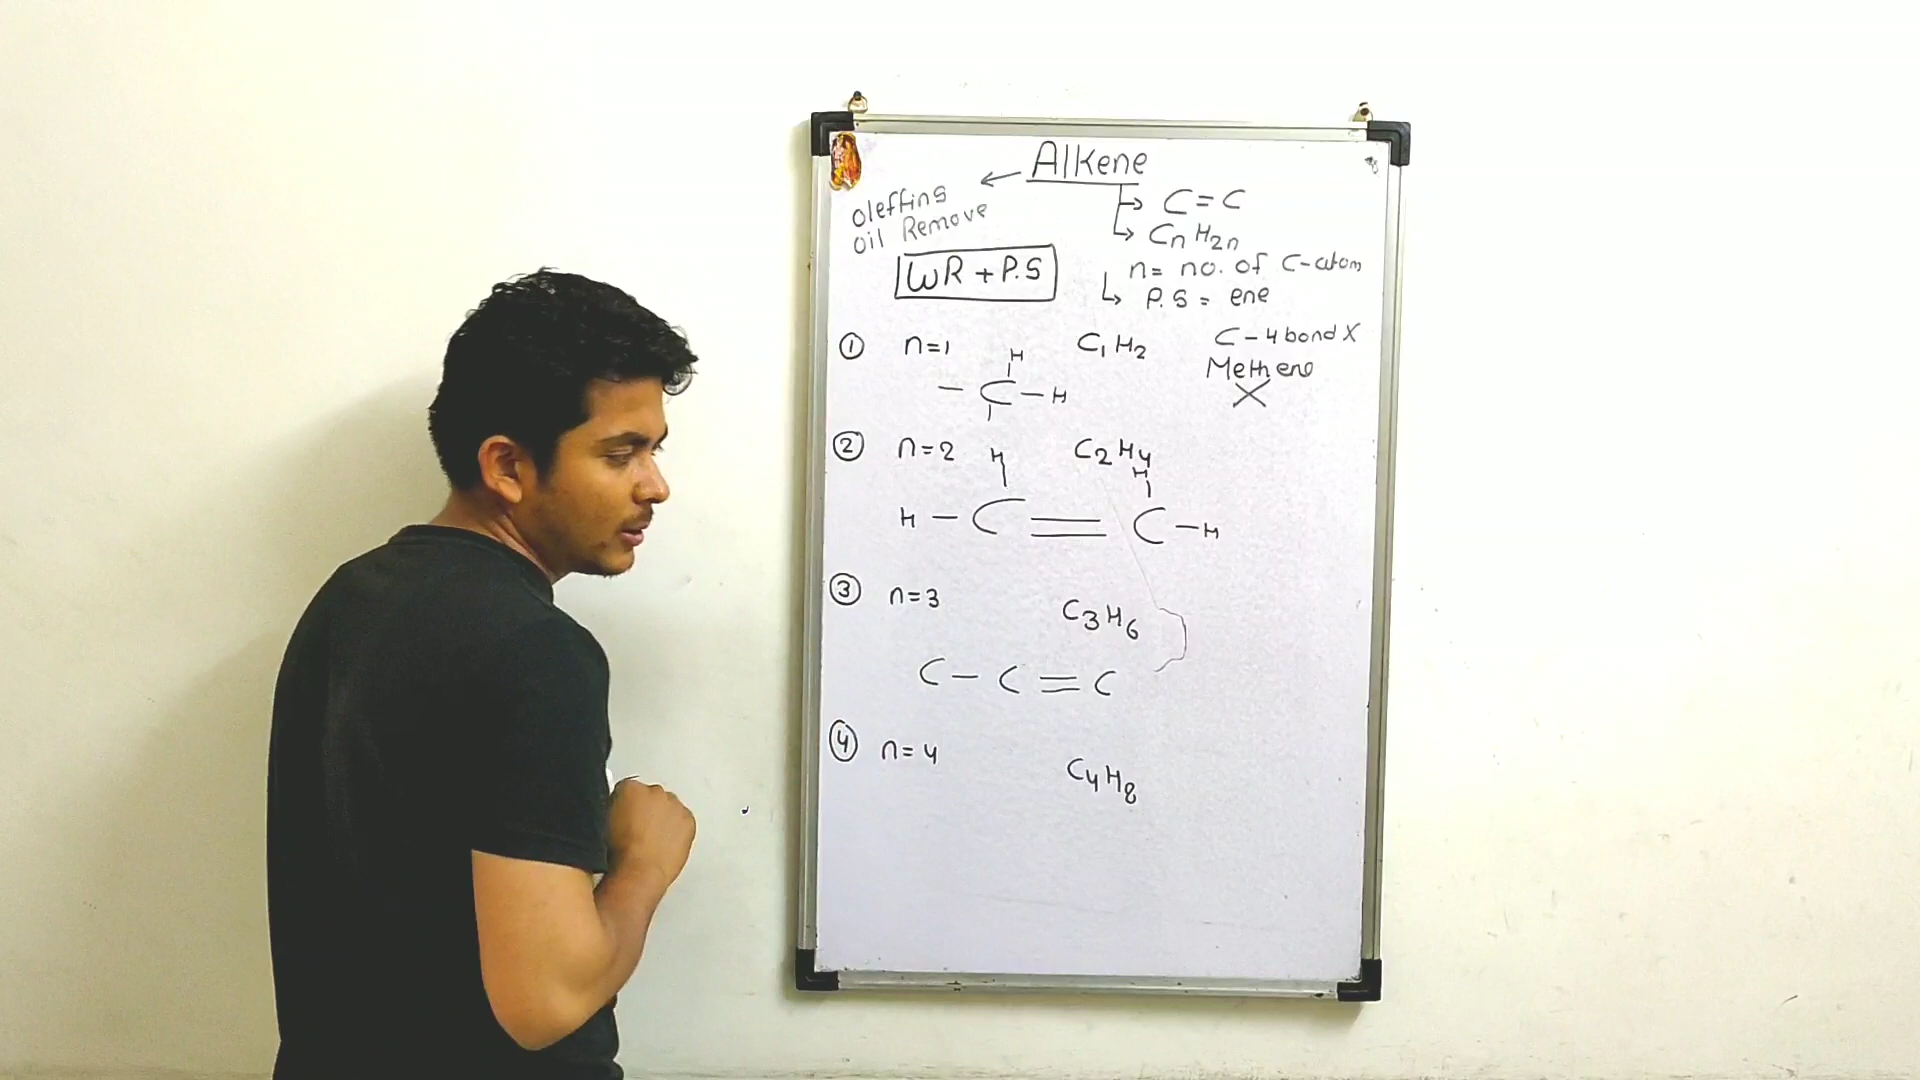 Alkene
oleffins
oil Remove
C=C
CnH2n
n= no. of C-atom
P.S = ene
WR + P.S
① n=1 C1H2 C-4 bond X
Methene
X
H
- C - H
② n=2 C2H4
H H
H - C = C - H
③ n=3 C3H6
C - C = C
④ n=4 C4H8